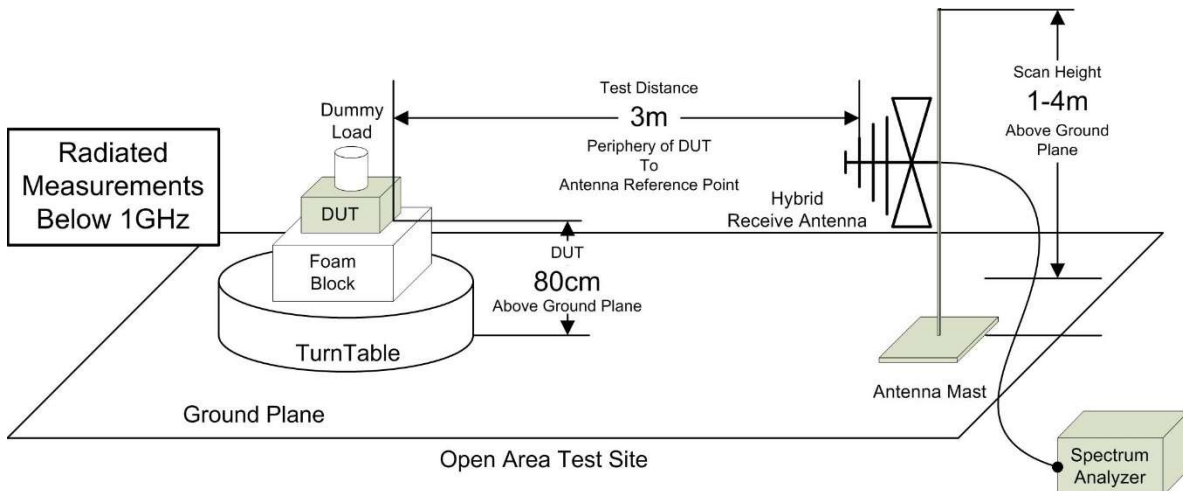 Radiated
Measurements
Below 1GHz
Dummy
Load
DUT
Foam
Block
TurnTable
Ground Plane
Test Distance
3m
Periphery of DUT
To
Antenna Reference Point
DUT
80cm
Above Ground Plane
Hybrid
Receive Antenna
Scan Height
1-4m
Above Ground
Plane
Antenna Mast
Open Area Test Site
Spectrum
Analyzer